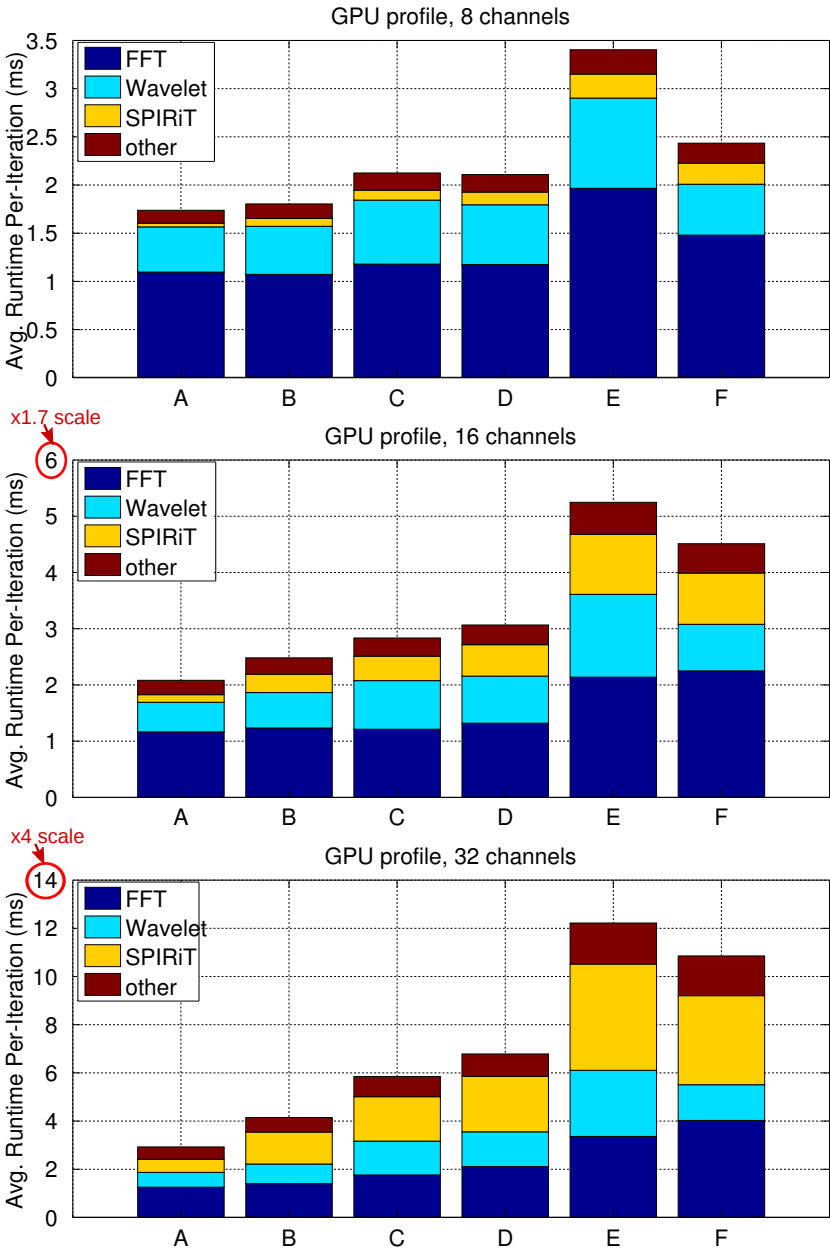 GPU profile, 8 channels
Avg. Runtime Per-Iteration (ms)
3.5
3
2.5
2
1.5
1
0.5
0
FFT
Wavelet
SPIRiT
other
A B C D E F
x1.7 scale
GPU profile, 16 channels
Avg. Runtime Per-Iteration (ms)
6
5
4
3
2
1
0
FFT
Wavelet
SPIRiT
other
A B C D E F
x4 scale
GPU profile, 32 channels
Avg. Runtime Per-Iteration (ms)
14
12
10
8
6
4
2
0
FFT
Wavelet
SPIRiT
other
A B C D E F